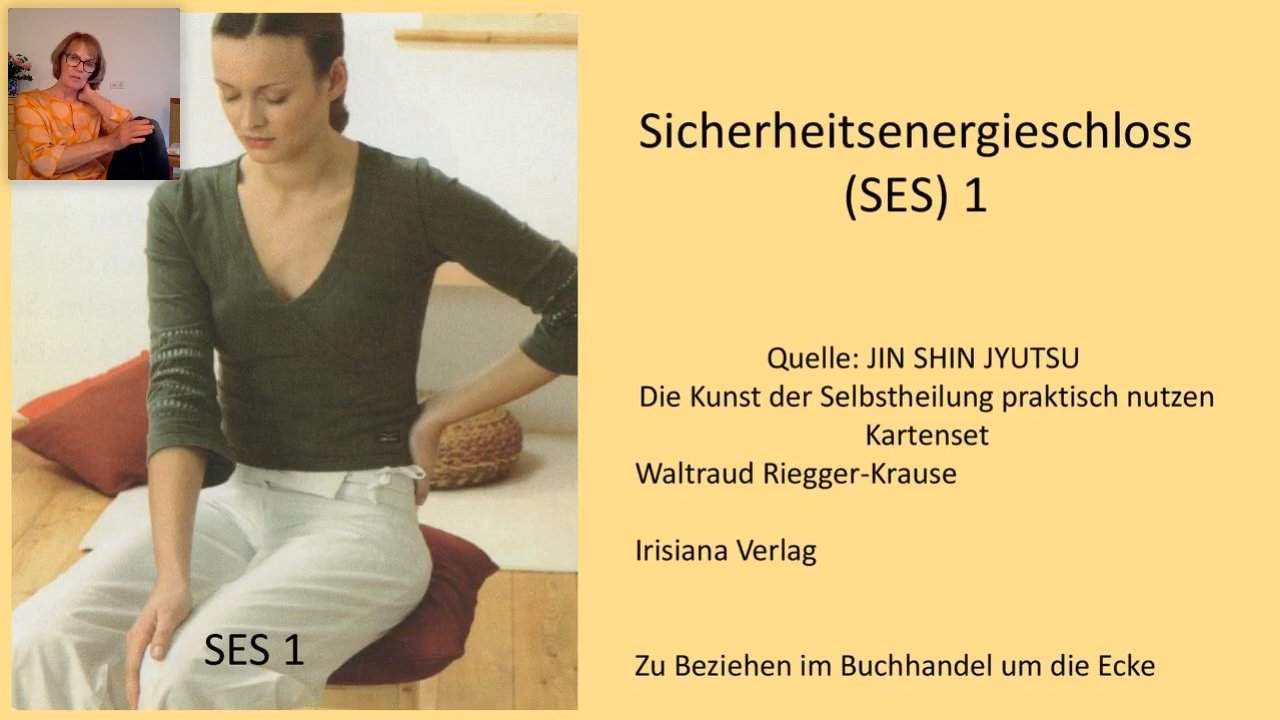 Sicherheitsenergieschloss
(SES) 1
Quelle: JIN SHIN JYUTSU
Die Kunst der Selbstheilung praktisch nutzen
Kartenset
Waltraud Riegger-Krause
Irisiana Verlag
Zu Beziehen im Buchhandel um die Ecke
SES 1